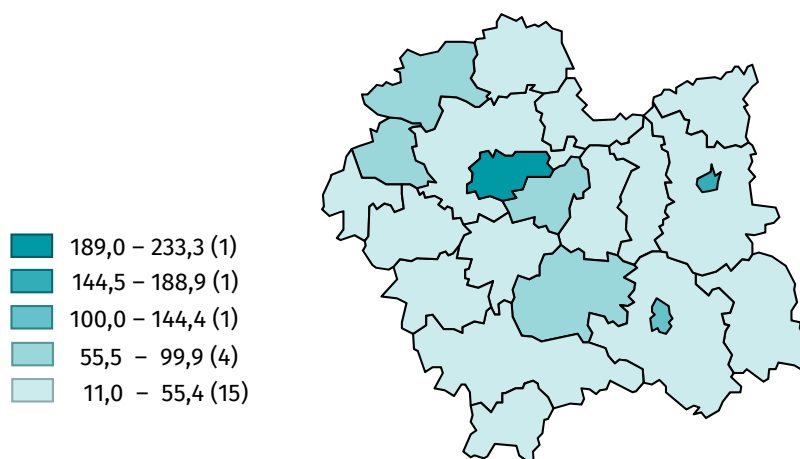 189,0 – 233,3 (1)
144,5 – 188,9 (1)
100,0 – 144,4 (1)
55,5 – 99,9 (4)
11,0 – 55,4 (15)